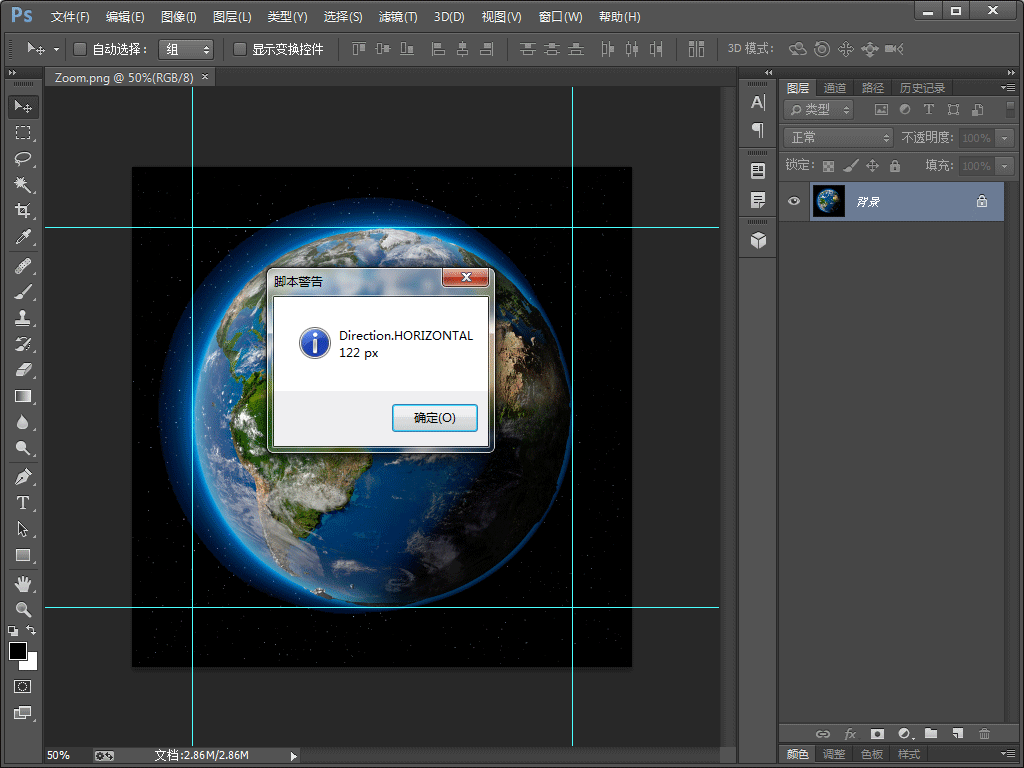 Ps 文件(F) 编辑(E) 图像(I) 图层(L) 类型(Y) 选择(S) 滤镜(T) 3D(D) 视图(V) 窗口(W) 帮助(H)
自动选择： 组 显示变换控件 3D 模式：
Zoom.png @ 50%(RGB/8) ×
图层 通道 路径 历史记录
类型
正常 不透明度: 100%
锁定: 填充: 100%
背景
脚本警告
Direction.HORIZONTAL
122 px
确定(O)
50% 文档:2.86M/2.86M
颜色 调整 色板 样式